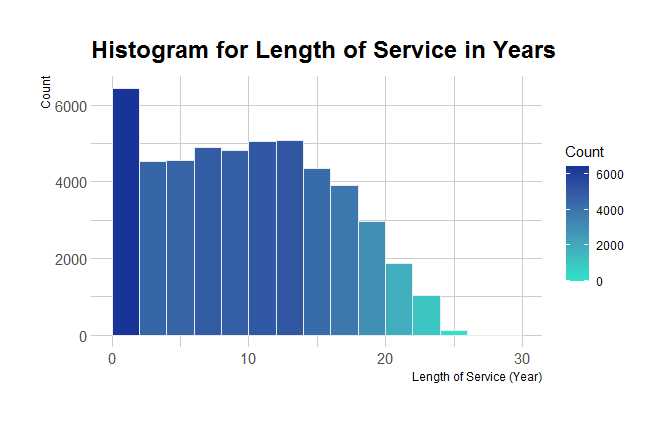 Histogram for Length of Service in Years
Count
6000
4000
2000
0
0 10 20 30
Length of Service (Year)
Count
6000
4000
2000
0